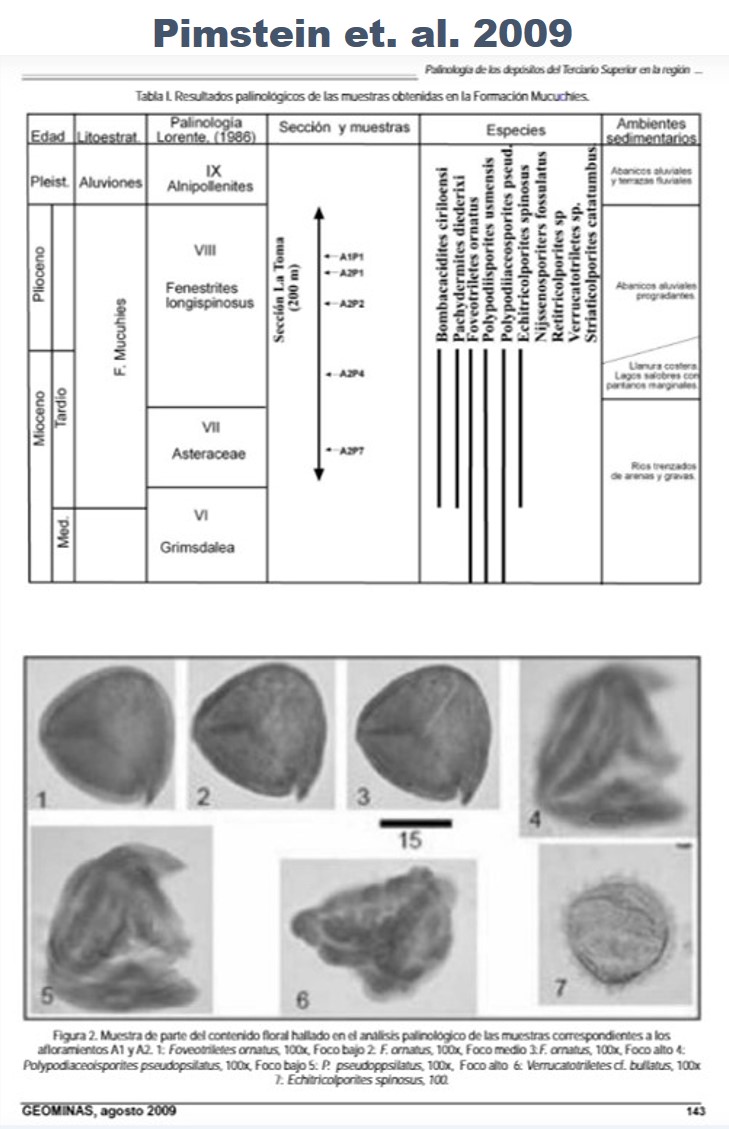 Pimstein et. al. 2009
Palinología de los depósitos del Terciario Superior en la región ...
Tabla I. Resultados palinológicos de las muestras obtenidas en la Formación Mucuchíes.
Edad
Litoestrat.
Palinología
Lorente, (1986)
Sección y muestras
Especies
Ambientes
sedimentarios
Pleist.
Aluviones
IX
Alnipollenites
Abanicos aluviales
y terrazas fluviales
Plioceno
Mioceno
Tardío
Med.
F. Mucuhíes
VIII
Fenestrites
longispinosus
VII
Asteraceae
VI
Grimsdalea
Sección La Toma
(200 m)
A1P1
A2P1
A2P2
A2P4
A2P7
Bombacacidites ciriloensi
Pachydermites diederixi
Foveotriletes ornatus
Polypodiisporites usmensis
Polypodiiaceosporites pseud.
Echitricolporites spinosus
Nijssenosporiters fossulatus
Retitricolporites sp
Verrucatotriletes sp.
Striaticolporites catatumbus
Abanicos aluviales
progradantes.
Llanura costera.
Lagos salobres con
pantanos marginales.
Rios trenzados
de arenas y gravas.
1
2
3
15
4
5
6
7
Figura 2. Muestra de parte del contenido floral hallado en el análisis palinológico de las muestras correspondientes a los
afloramientos A1 y A2. 1: Foveotriletes ornatus, 100x, Foco bajo 2: F. ornatus, 100x, Foco medio 3:F. ornatus, 100x, Foco alto 4:
Polypodiaceoisporites pseudopsilatus, 100x, Foco bajo 5: P. pseudoppsilatus, 100x, Foco alto 6: Verrucatotriletes cf. bullatus, 100x
7: Echitricolporites spinosus, 100.
GEOMINAS, agosto 2009
143